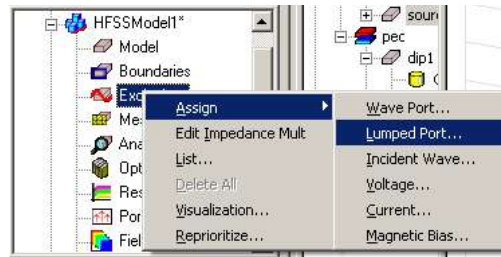 HFSSModel1*
Model
Boundaries
Assign
Edit Impedance Mult
List...
Delete All
Visualization...
Reprioritize...
Wave Port...
Lumped Port...
Incident Wave...
Voltage...
Current...
Magnetic Bias...
pec
dip1